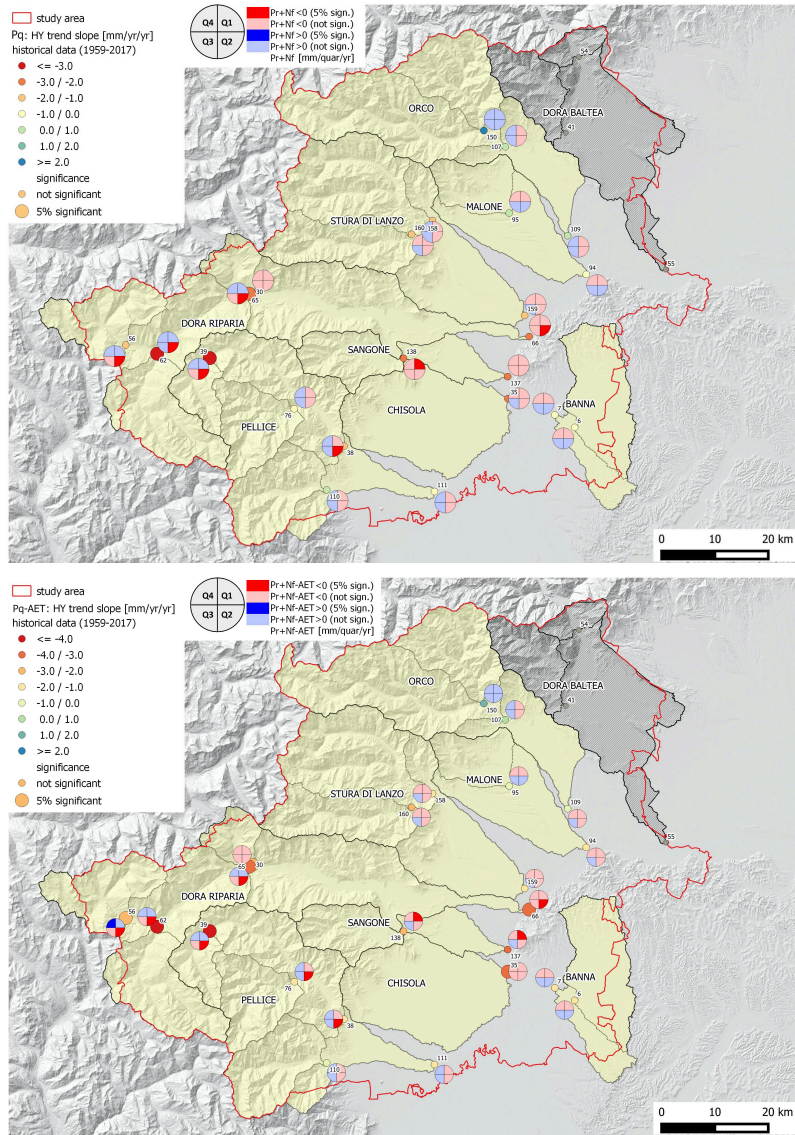 study area
Pq: HY trend slope [mm/yr/yr]
historical data (1959-2017)
<= -3.0
-3.0 / -2.0
-2.0 / -1.0
-1.0 / 0.0
0.0 / 1.0
1.0 / 2.0
>= 2.0
significance
not significant
5% significant
Q4 Q1
Q3 Q2
Pr+Nf<0 (5% sign.)
Pr+Nf<0 (not sign.)
Pr+Nf>0 (5% sign.)
Pr+Nf>0 (not sign.)
Pr+Nf [mm/quar/yr]
54
ORCO
DORA BALTEA
41
150
107
MALONE
95
STURA DI LANZO
160
158
109
55
94
30
65
159
DORA RIPARIA
56
66
62
39
SANGONE
138
137
35
BANNA
CHISOLA
7
76
6
PELLICE
38
110
111
0 10 20 km
study area
Pq-AET: HY trend slope [mm/yr/yr]
historical data (1959-2017)
<= -4.0
-4.0 / -3.0
-3.0 / -2.0
-2.0 / -1.0
-1.0 / 0.0
0.0 / 1.0
1.0 / 2.0
>= 2.0
significance
not significant
5% significant
Q4 Q1
Q3 Q2
Pr+Nf-AET<0 (5% sign.)
Pr+Nf-AET<0 (not sign.)
Pr+Nf-AET>0 (5% sign.)
Pr+Nf-AET>0 (not sign.)
Pr+Nf-AET [mm/quar/yr]
54
ORCO
DORA BALTEA
41
150
107
MALONE
95
STURA DI LANZO
158
160
109
55
94
65
30
159
DORA RIPARIA
56
66
62
39
SANGONE
138
137
35
BANNA
CHISOLA
7
76
6
PELLICE
38
110
111
0 10 20 km